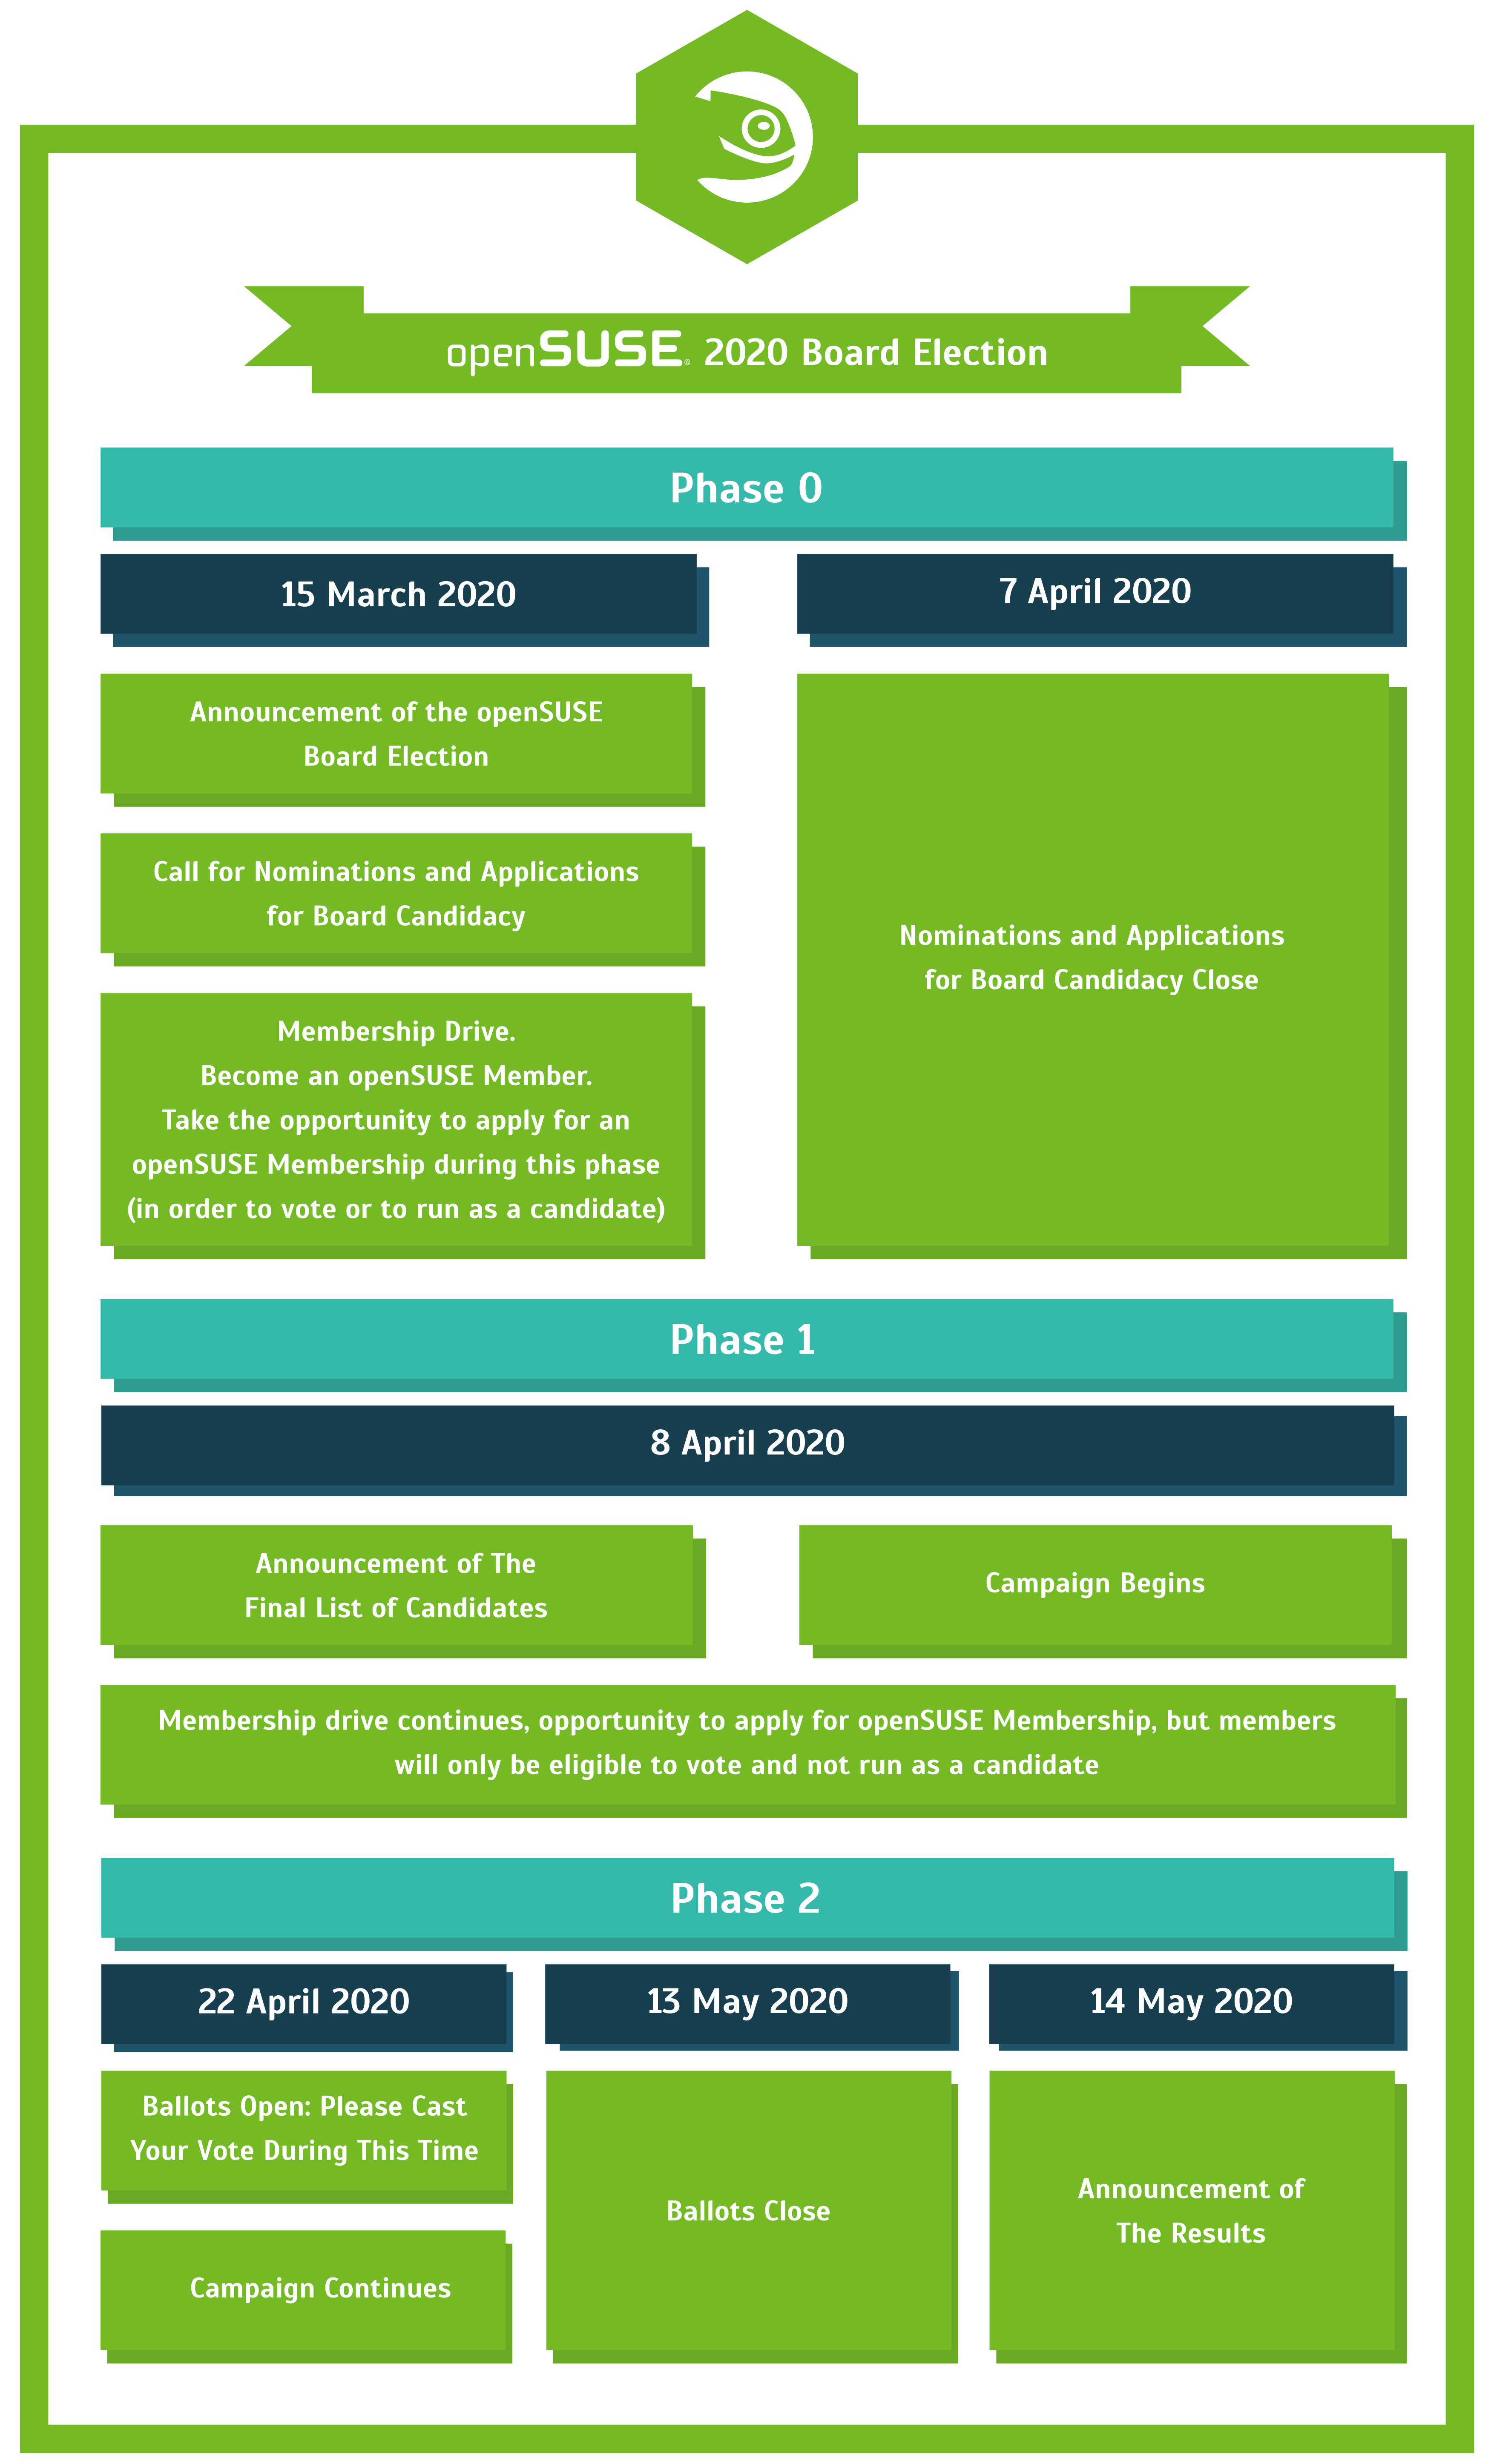 openSUSE® 2020 Board Election
Phase 0
15 March 2020
7 April 2020
Announcement of the openSUSE
Board Election
Call for Nominations and Applications
for Board Candidacy
Membership Drive.
Become an openSUSE Member.
Take the opportunity to apply for an
openSUSE Membership during this phase
(in order to vote or to run as a candidate)
Nominations and Applications
for Board Candidacy Close
Phase 1
8 April 2020
Announcement of The
Final List of Candidates
Campaign Begins
Membership drive continues, opportunity to apply for openSUSE Membership, but members
will only be eligible to vote and not run as a candidate
Phase 2
22 April 2020
13 May 2020
14 May 2020
Ballots Open: Please Cast
Your Vote During This Time
Campaign Continues
Ballots Close
Announcement of
The Results